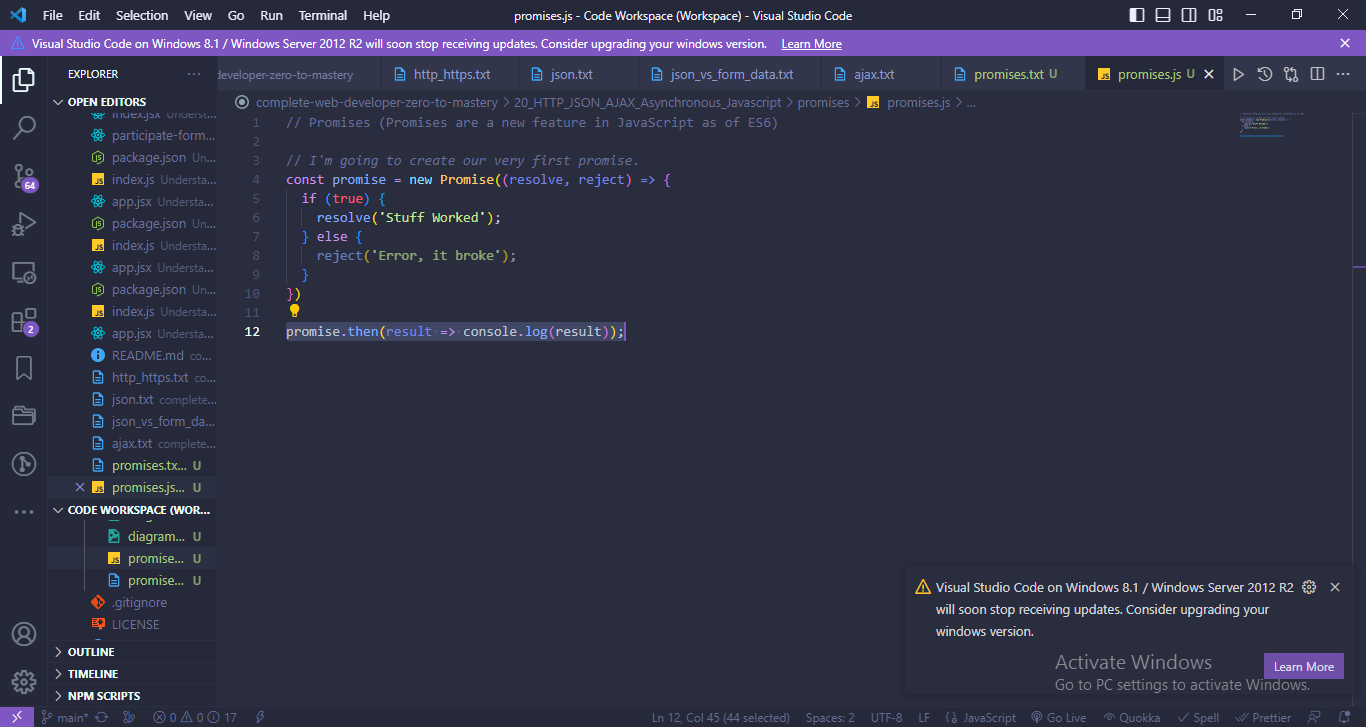 File Edit Selection View Go Run Terminal Help promises.js - Code Workspace (Workspace) - Visual Studio Code
Visual Studio Code on Windows 8.1 / Windows Server 2012 R2 will soon stop receiving updates. Consider upgrading your windows version. Learn More
EXPLORER
developer-zero-to-mastery http_https.txt json.txt json_vs_form_data.txt ajax.txt promises.txt U promises.js U
complete-web-developer-zero-to-mastery > 20_HTTP_JSON_AJAX_Asynchronous_Javascript > promises > JS promises.js > ...
OPEN EDITORS
index.jsx Understa...
participate-form...
package.json Un...
JS index.js Understa...
app.jsx Understa...
package.json Un...
JS index.js Understa...
app.jsx Understa...
package.json Un...
JS index.js Understa...
app.jsx Understa...
README.md co...
http_https.txt co...
json.txt complete...
json_vs_form_da...
ajax.txt complete...
promises.tx... U
JS promises.js... U
CODE WORKSPACE (WOR...
diagram... U
JS promise... U
promise... U
.gitignore
LICENSE
OUTLINE
TIMELINE
NPM SCRIPTS
64
2
1 // Promises (Promises are a new feature in JavaScript as of ES6)
2
3 // I'm going to create our very first promise.
4 const promise = new Promise((resolve, reject) => {
5 if (true) {
6 resolve('Stuff Worked');
7 } else {
8 reject('Error, it broke');
9 }
10 })
11
12 promise.then(result => console.log(result));
Visual Studio Code on Windows 8.1 / Windows Server 2012 R2
will soon stop receiving updates. Consider upgrading your
windows version.
Learn More
Activate Windows
Go to PC settings to activate Windows.
main* 0 0 17 Ln 12, Col 45 (44 selected) Spaces: 2 UTF-8 LF {} JavaScript Go Live Quokka Spell Prettier